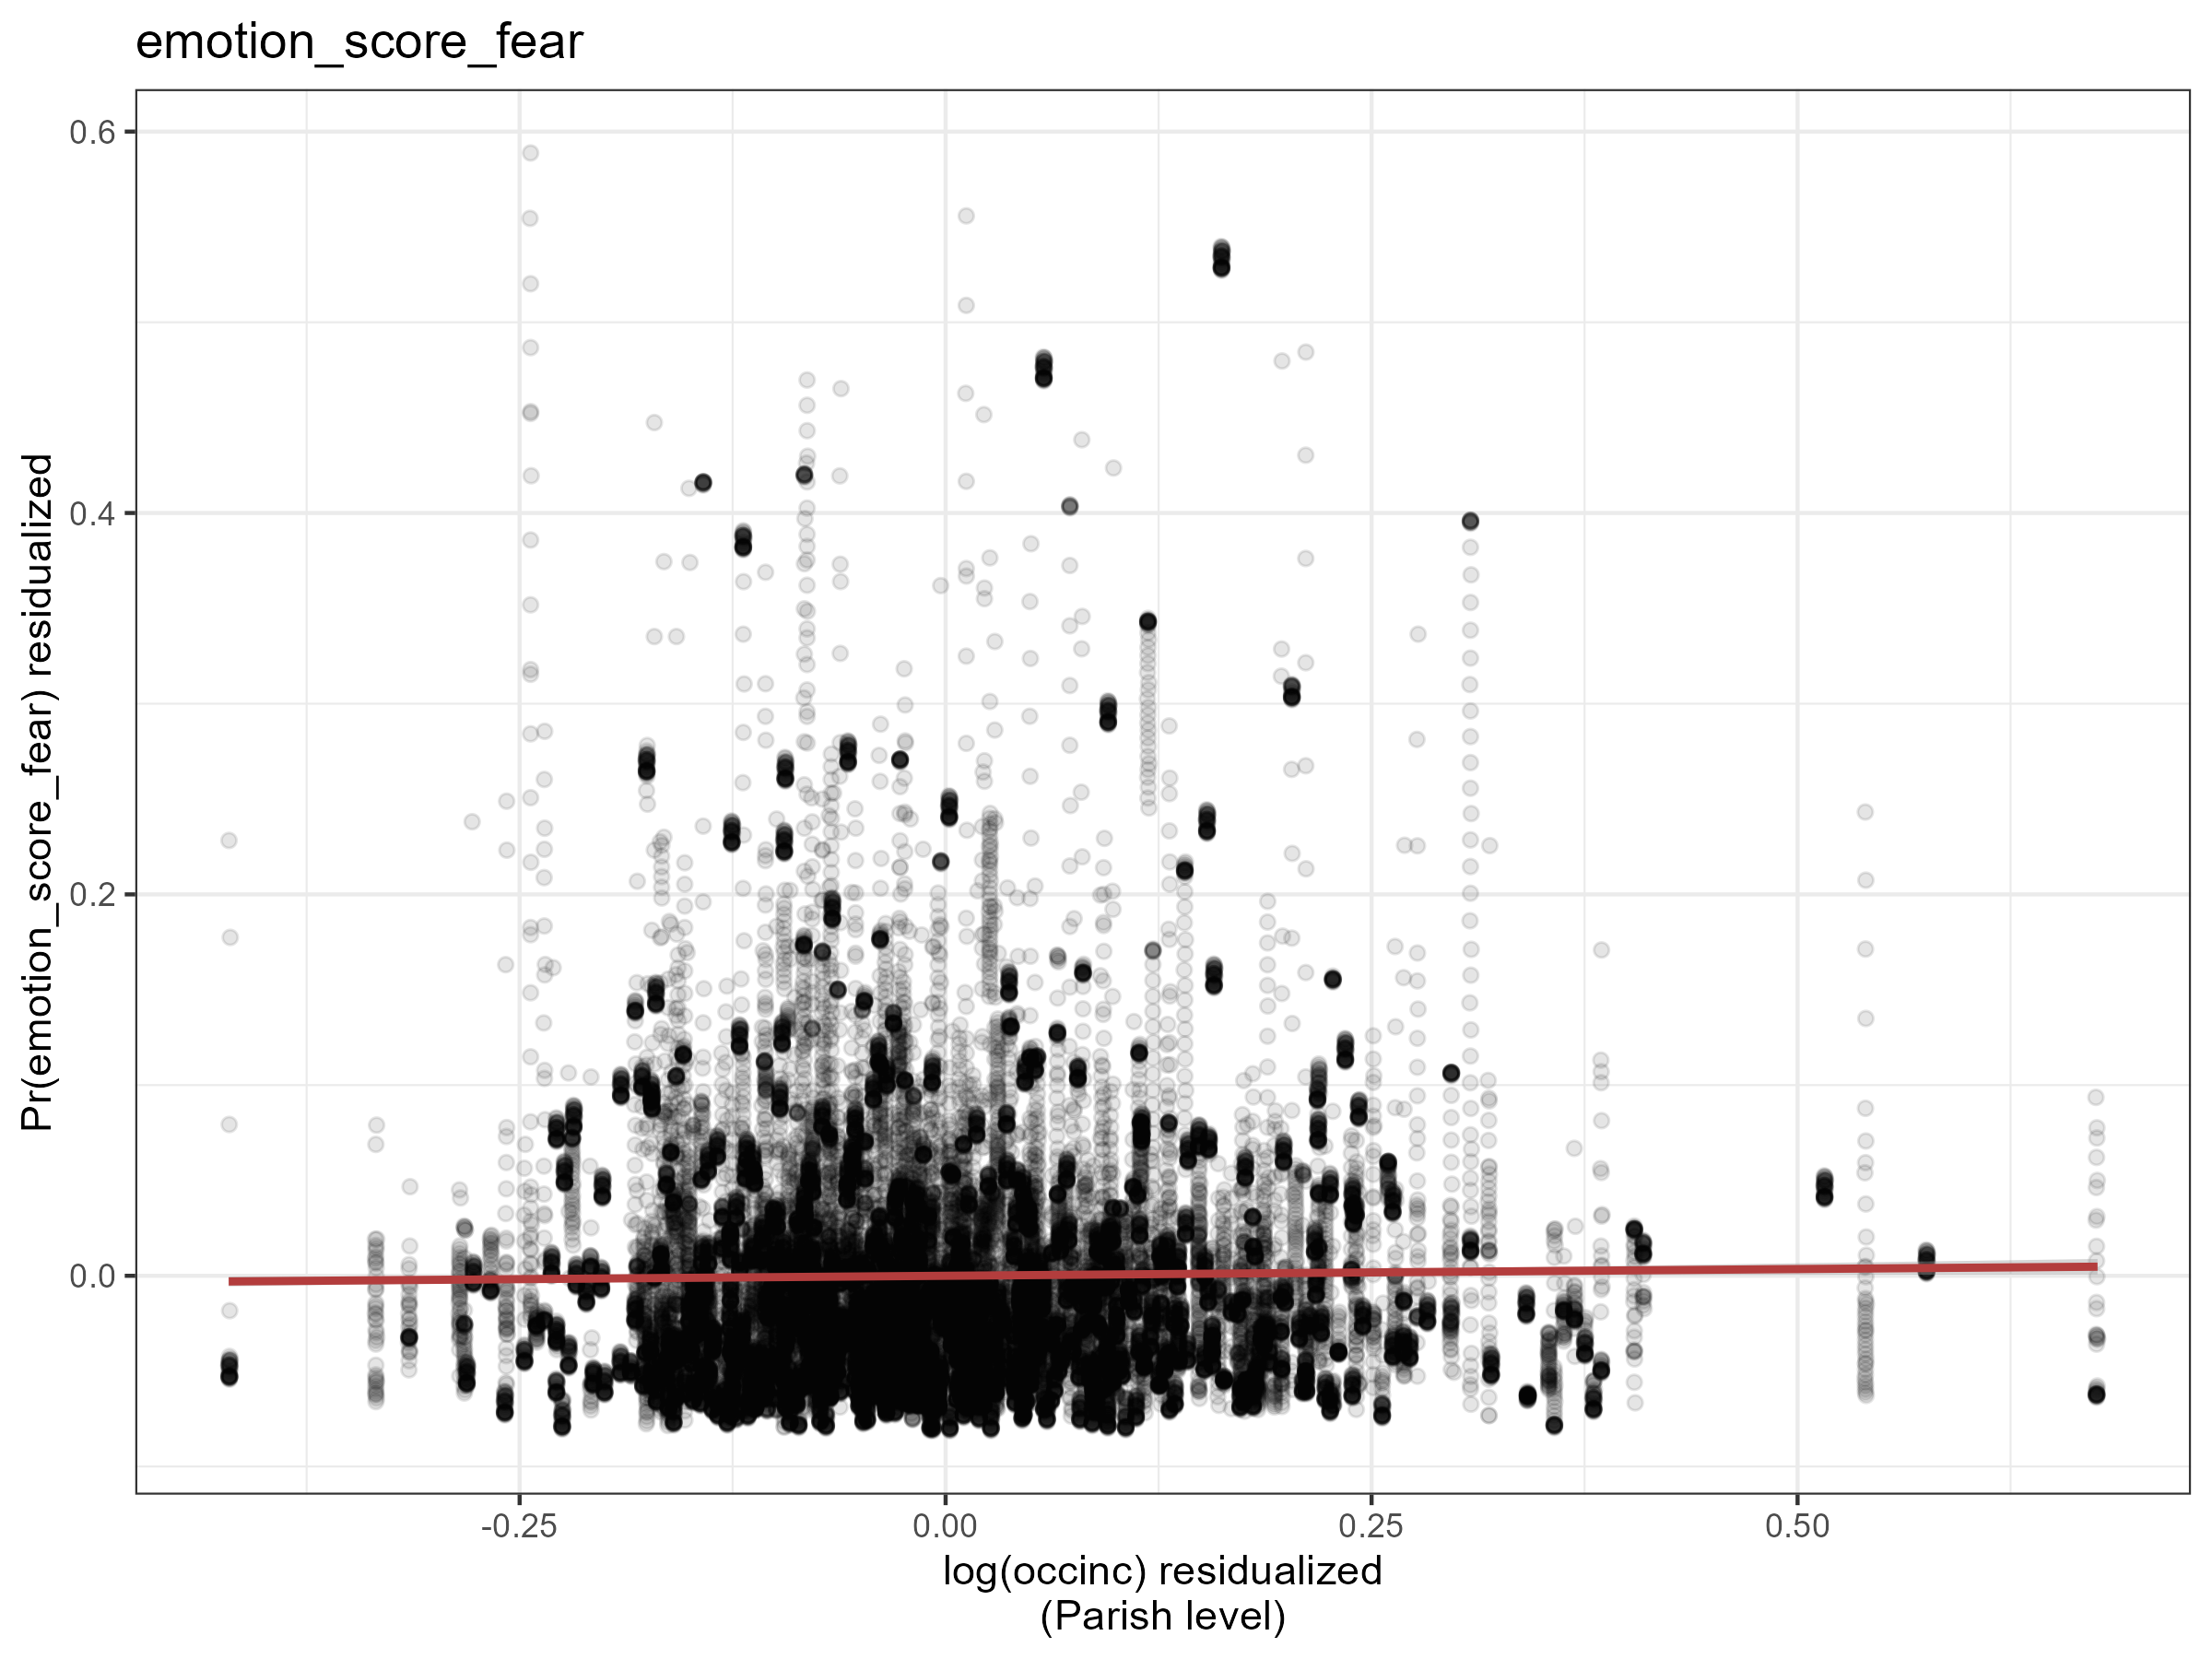 emotion_score_fear
Pr(emotion_score_fear) residualized
0.6
0.4
0.2
0.0
-0.25
0.00
0.25
0.50
log(occinc) residualized
(Parish level)